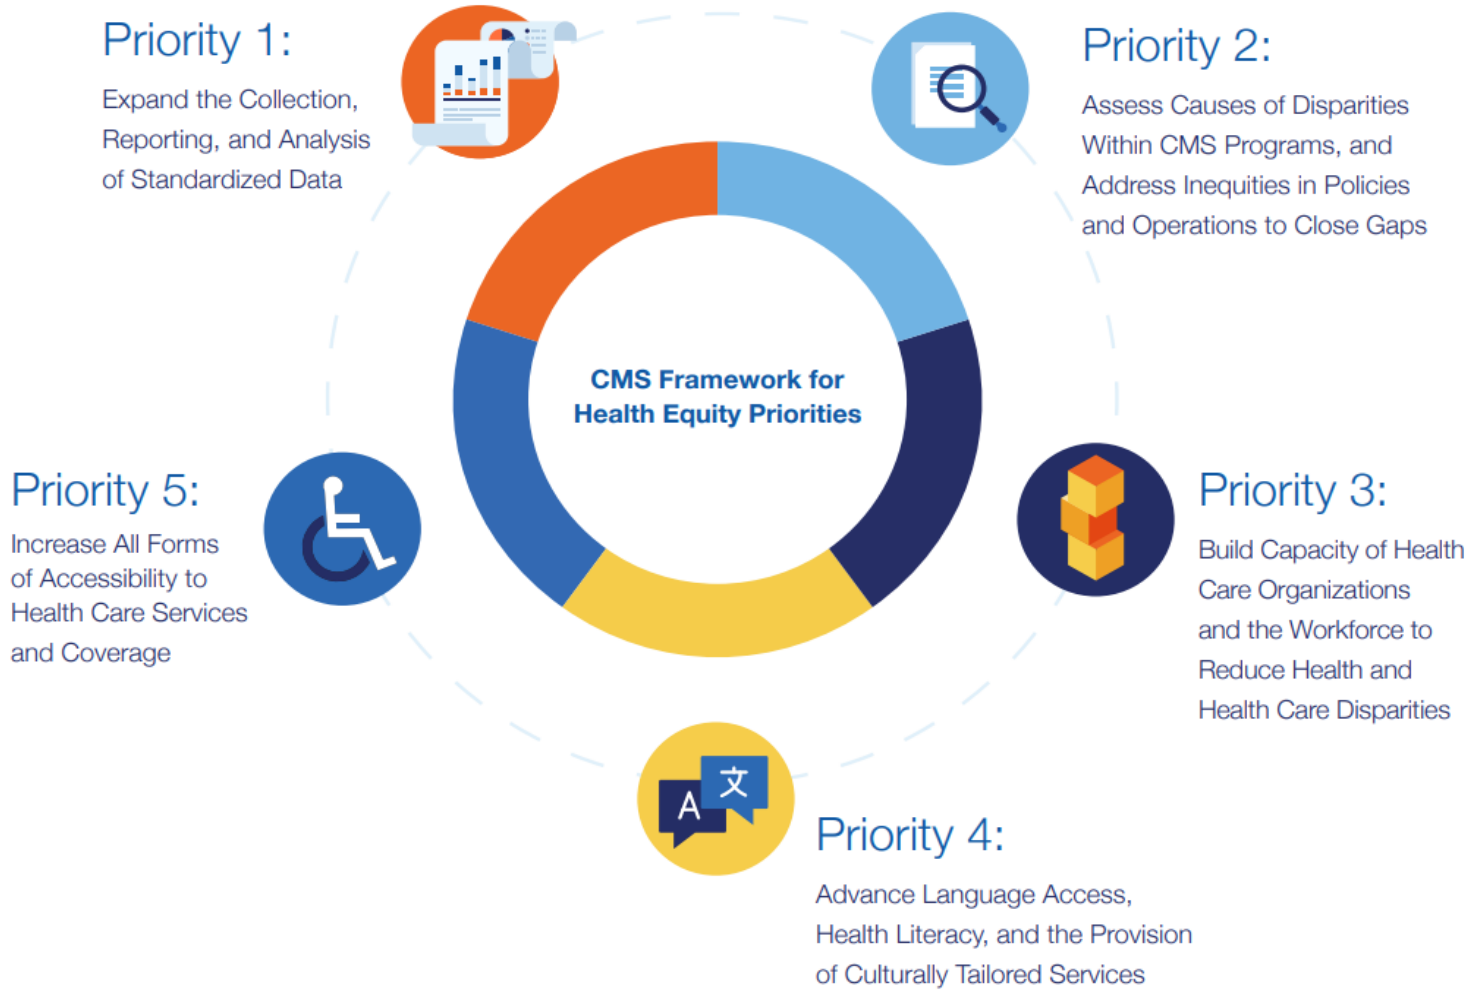 Priority 1:
Expand the Collection,
Reporting, and Analysis
of Standardized Data
Priority 2:
Assess Causes of Disparities
Within CMS Programs, and
Address Inequities in Policies
and Operations to Close Gaps
CMS Framework for
Health Equity Priorities
Priority 3:
Build Capacity of Health
Care Organizations
and the Workforce to
Reduce Health and
Health Care Disparities
Priority 4:
Advance Language Access,
Health Literacy, and the Provision
of Culturally Tailored Services
A
文
Priority 5:
Increase All Forms
of Accessibility to
Health Care Services
and Coverage